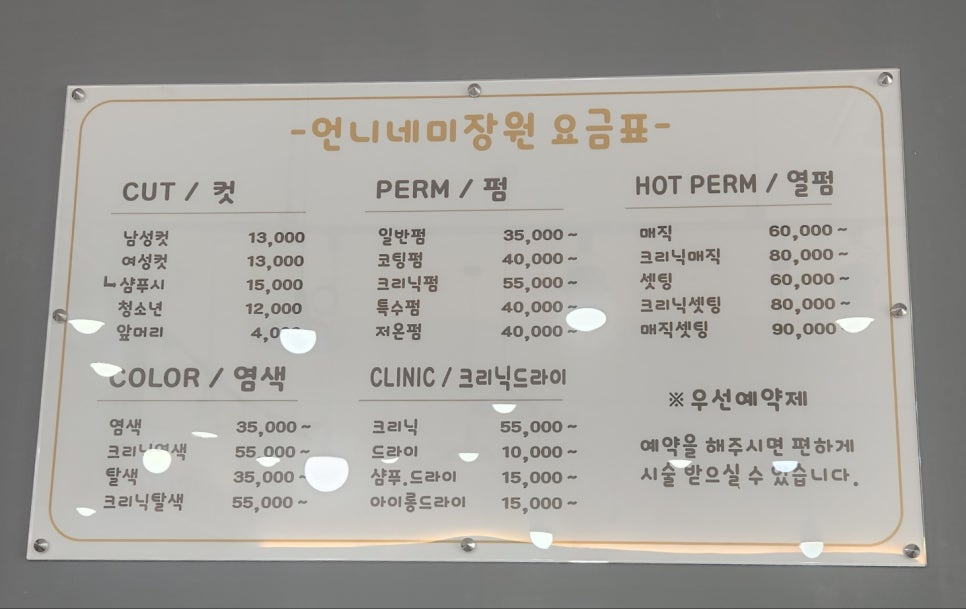 -언니네미장원 요금표-
CUT / 컷
남성컷 13,000
여성컷 13,000
ㄴ샴푸시 15,000
청소년 12,000
앞머리 4,000
PERM / 펌
일반펌 35,000 ~
코팅펌 40,000 ~
크리닉펌 55,000 ~
특수펌 40,000 ~
저온펌 40,000 ~
HOT PERM / 열펌
매직 60,000 ~
크리닉매직 80,000 ~
셋팅 60,000 ~
크리닉셋팅 80,000 ~
매직셋팅 90,000 ~
COLOR / 염색
염색 35,000 ~
크리닉염색 55,000 ~
탈색 35,000 ~
크리닉탈색 55,000 ~
CLINIC / 크리닉드라이
크리닉 55,000 ~
드라이 10,000 ~
샴푸.드라이 15,000 ~
아이롱드라이 15,000 ~
※ 우선예약제
예약을 해주시면 편하게
시술 받으실 수 있습니다.